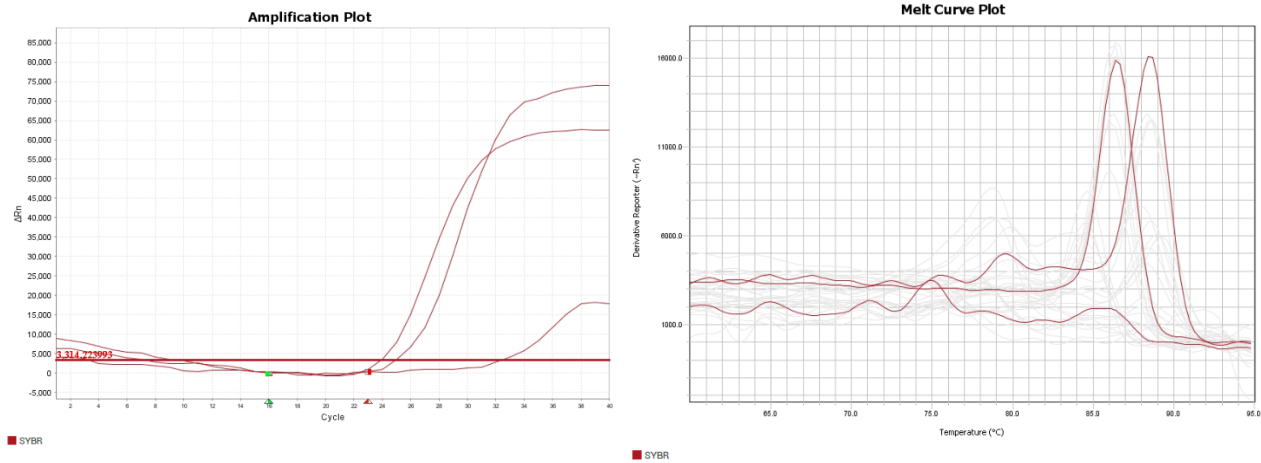 Amplification Plot
85,000
80,000
75,000
70,000
65,000
60,000
55,000
50,000
45,000
40,000
35,000
30,000
25,000
20,000
15,000
10,000
5,000
0
-5,000
ΔRn
3,314.223993
2 4 6 8 10 12 14 16 18 20 22 24 26 28 30 32 34 36 38 40
Cycle
SYBR
Melt Curve Plot
16000.0
11000.0
6000.0
1000.0
Derivative Reporter (-Rn')
65.0 70.0 75.0 80.0 85.0 90.0 95.0
Temperature (°C)
SYBR